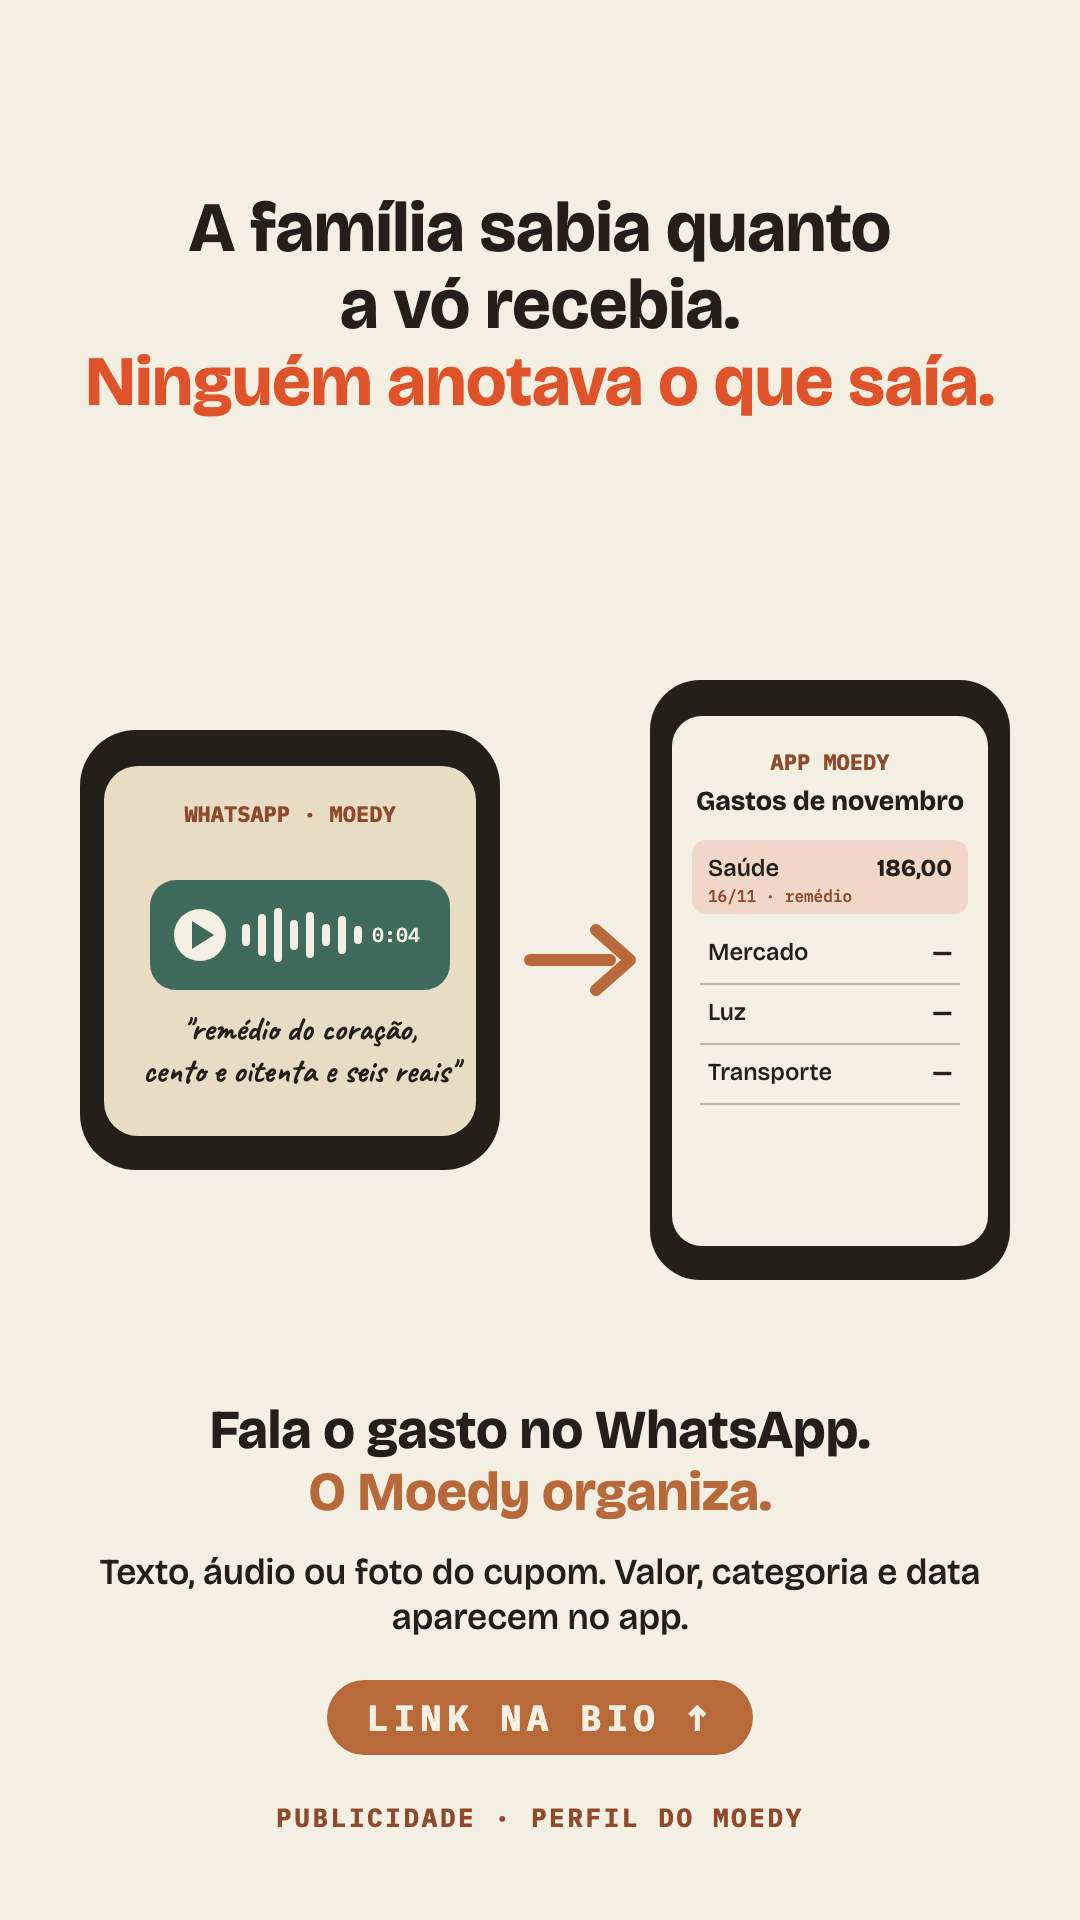 A família sabia quanto
a vó recebia.
Ninguém anotava o que saía.
WHATSAPP · MOEDY
0:04
"remédio do coração,
cento e oitenta e seis reais"
APP MOEDY
Gastos de novembro
Saúde 186,00
16/11 · remédio
Mercado —
Luz —
Transporte —
Fala o gasto no WhatsApp.
O Moedy organiza.
Texto, áudio ou foto do cupom. Valor, categoria e data
aparecem no app.
LINK NA BIO ↑
PUBLICIDADE · PERFIL DO MOEDY